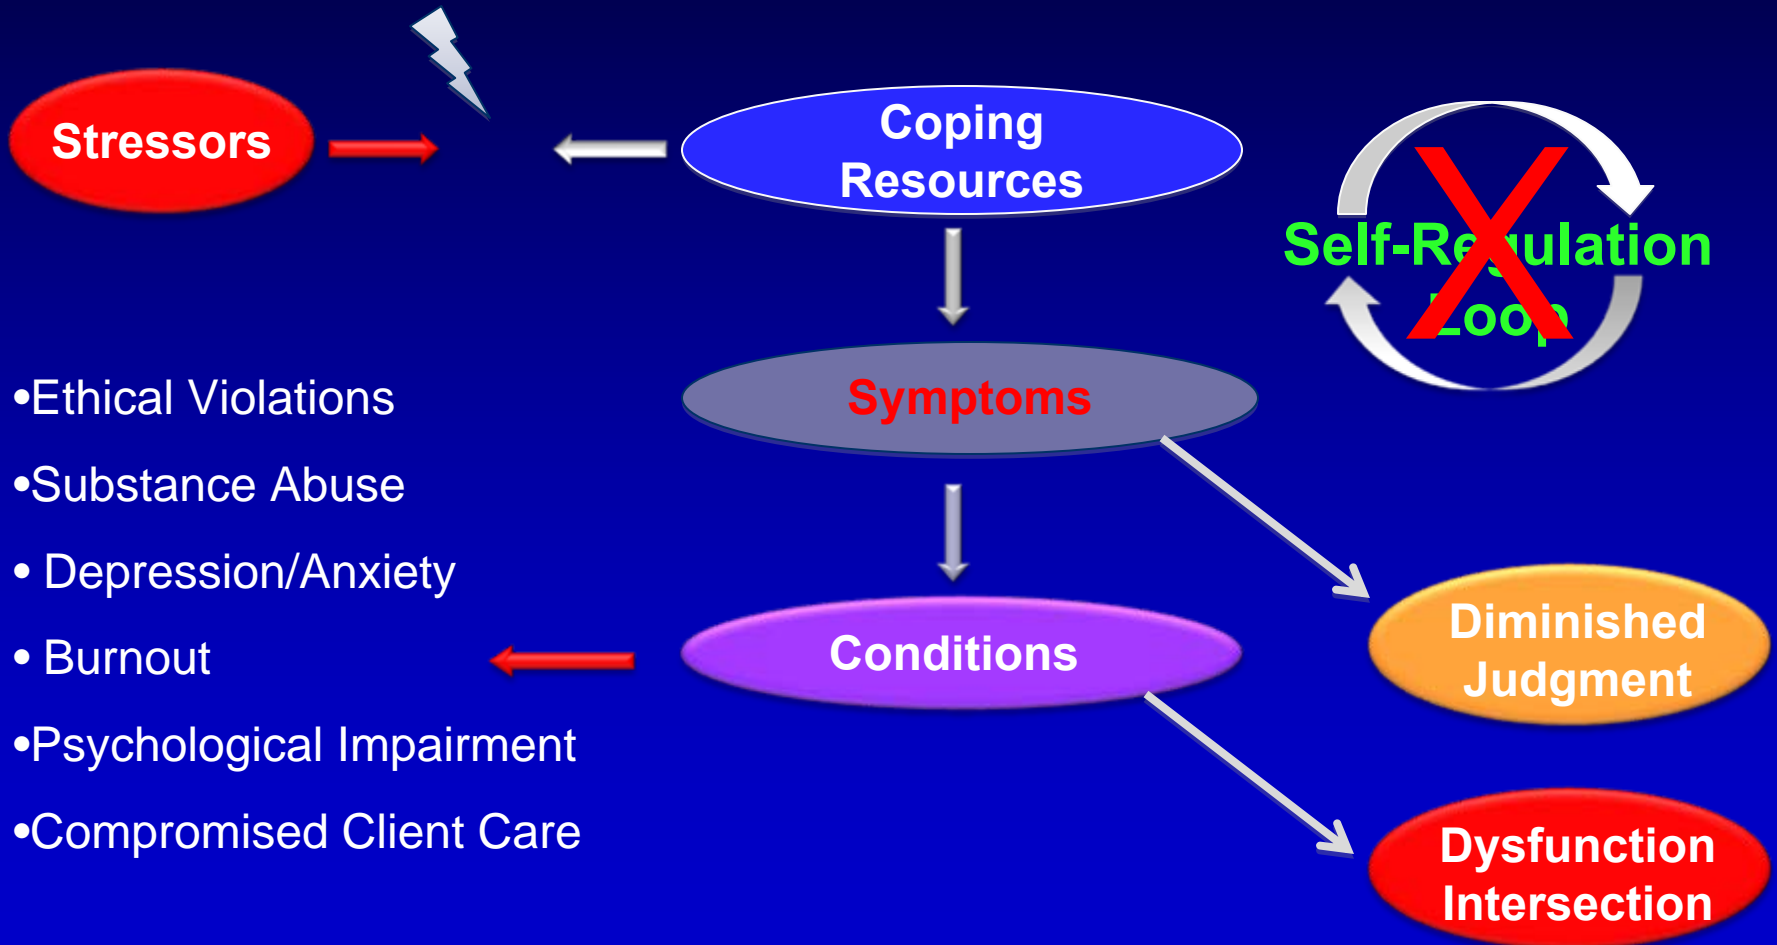 Stressors
Coping
Resources
Self-Regulation
Loop
Symptoms
•Ethical Violations
•Substance Abuse
• Depression/Anxiety
• Burnout
•Psychological Impairment
•Compromised Client Care
Conditions
Diminished
Judgment
Dysfunction
Intersection